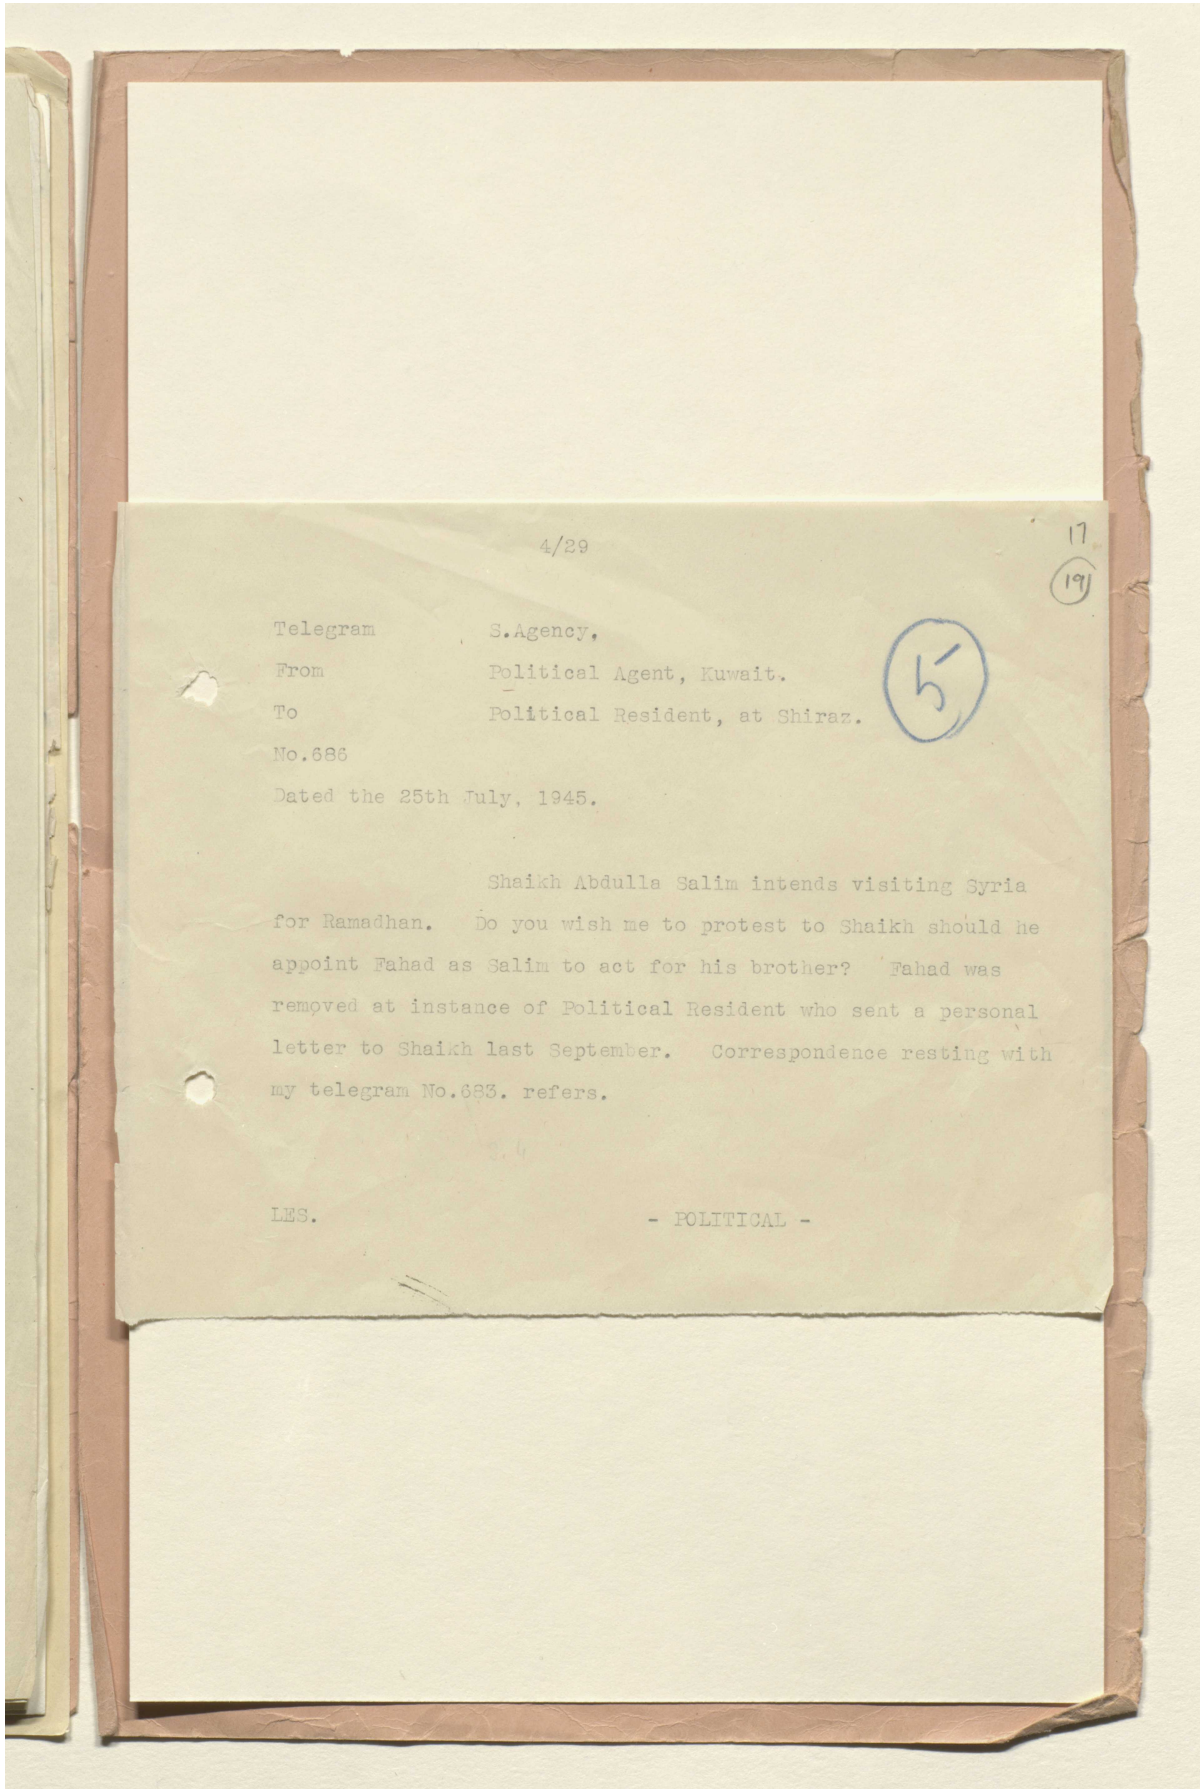 4/29
17
19
Telegram S.Agency.
From Political Agent, Kuwait.
5
To Political Resident, at Shiraz.
No.686
Dated the 25th July, 1945.
Shaikh Abdulla Salim intends visiting Syria
for Ramadhan. Do you wish me to protest to Shaikh should he
appoint Fahad as Salim to act for his brother? Fahad was
removed at instance of Political Resident who sent a personal
letter to Shaikh last September. Correspondence resting with
my telegram No.683. refers.
LES. - POLITICAL -